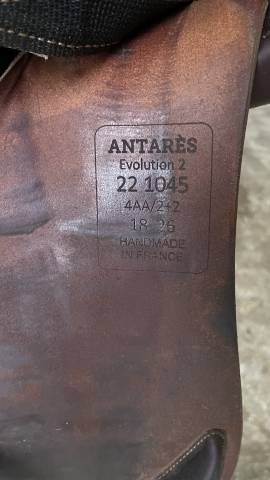 ANTARÈS
Evolution 2
22 1045
4AA/2+2
18 26
HANDMADE
IN FRANCE